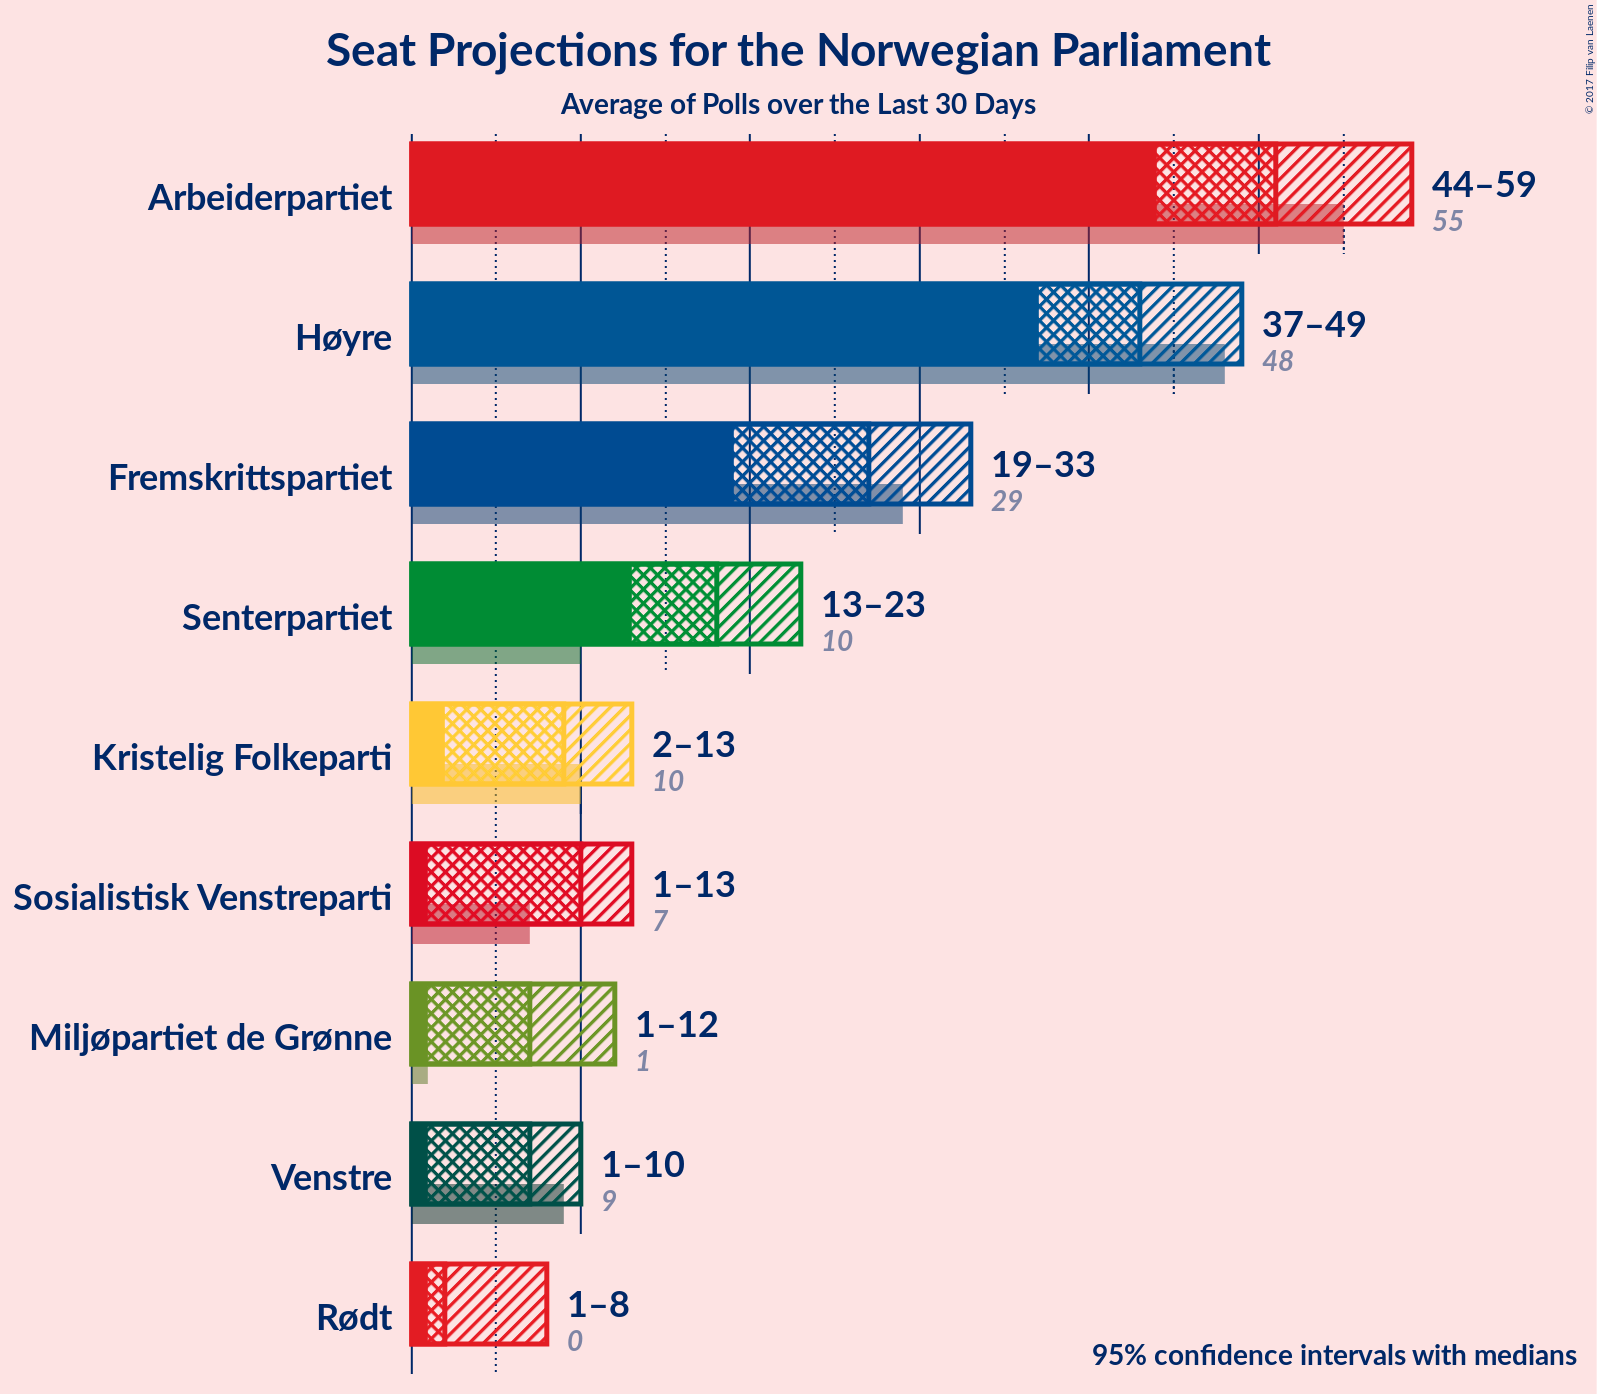 Seat Projections for the Norwegian Parliament
Average of Polls over the Last 30 Days
© 2017 Filip van Laenen
Arbeiderpartiet
44–59
55
Høyre
37–49
48
Fremskrittspartiet
19–33
29
Senterpartiet
13–23
10
Kristelig Folkeparti
2–13
10
Sosialistisk Venstreparti
1–13
7
Miljøpartiet de Grønne
1–12
1
Venstre
1–10
9
Rødt
1–8
0
95% confidence intervals with medians